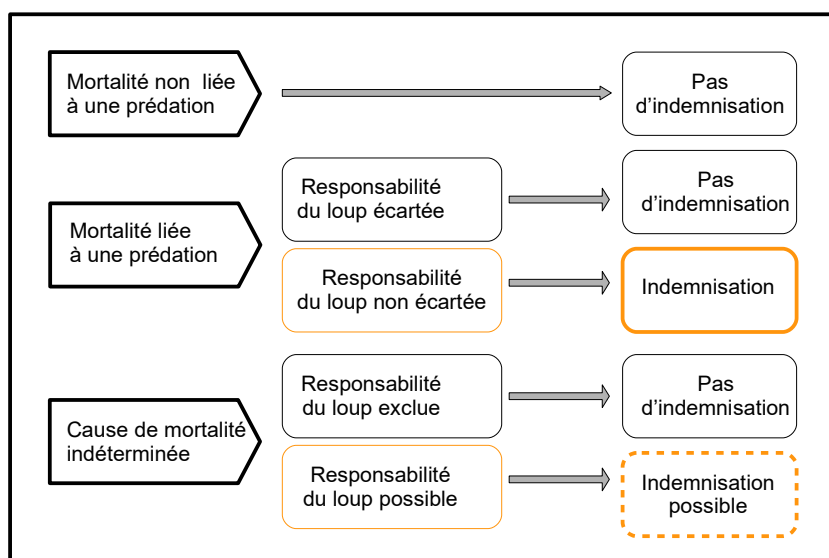 Mortalité non liée
à une prédation
Pas
d’indemnisation
Mortalité liée
à une prédation
Responsabilité
du loup écartée
Pas
d’indemnisation
Responsabilité
du loup non écartée
Indemnisation
Cause de mortalité
indéterminée
Responsabilité
du loup exclue
Pas
d’indemnisation
Responsabilité
du loup possible
Indemnisation
possible